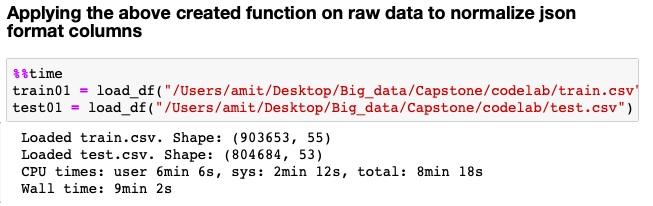 Applying the above created function on raw data to normalize json
format columns
%%time
train01 = load_df("/Users/amit/Desktop/Big_data/Capstone/codelab/train.csv"
test01 = load_df("/Users/amit/Desktop/Big_data/Capstone/codelab/test.csv")
Loaded train.csv. Shape: (903653, 55)
Loaded test.csv. Shape: (804684, 53)
CPU times: user 6min 6s, sys: 2min 12s, total: 8min 18s
Wall time: 9min 2s